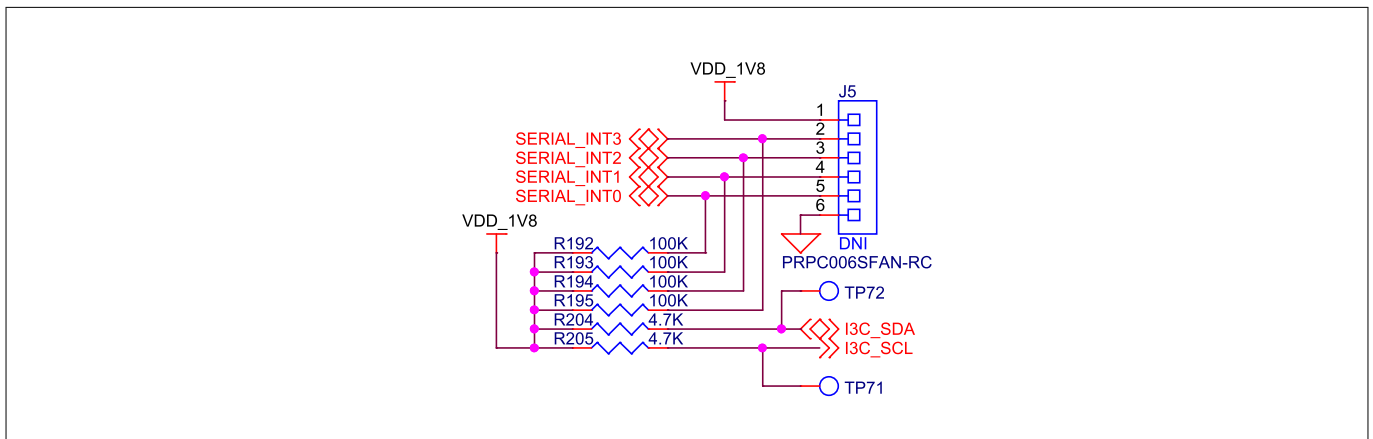 VDD_1V8
J5
1
SERIAL_INT3 2
SERIAL_INT2 3
SERIAL_INT1 4
SERIAL_INT0 5
6
VDD_1V8
DNI
R192 100K
PRPC006SFAN-RC
R193 100K
R194 100K
TP72
R195 100K
R204 4.7K I3C_SDA
R205 4.7K I3C_SCL
TP71